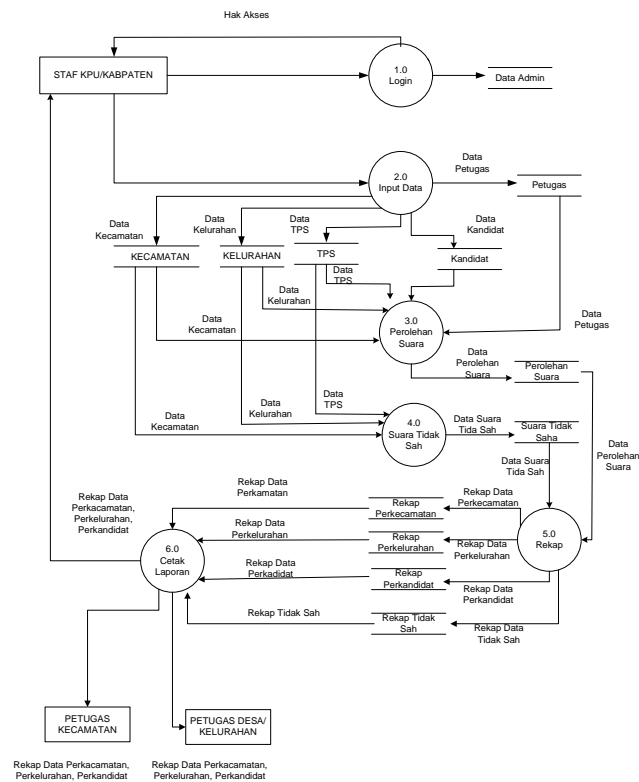 Hak Akses
STAF KPU/KABPATEN
1.0
Login
Data Admin
2.0
Input Data
Data
Petugas
Petugas
Data
Kecamatan
Data
Kelurahan
Data
TPS
Data
Kandidat
KECAMATAN
KELURAHAN
TPS
Kandidat
Data
TPS
Data
Kelurahan
Data
Kecamatan
3.0
Perolehan
Suara
Data
Petugas
Data
Perolehan
Suara
Perolehan
Suara
Data
TPS
Data
Kelurahan
Data
Kecamatan
4.0
Suara Tidak
Sah
Data Suara
Tida Sah
Suara Tidak
Saha
Data
Perolehan
Suara
Data Suara
Tida Sah
Rekap Data
Perkacamatan,
Perkelurahan,
Perkandidat
Rekap Data
Perkamatan
Rekap
Perkecamatan
Rekap Data
Perkecamatan
5.0
Rekap
6.0
Cetak
Laporan
Rekap Data
Perkelurahan
Rekap
Perkelurahan
Rekap Data
Perkelurahan
Rekap Data
Perkadidat
Rekap
Perkandidat
Rekap Data
Perkandidat
Rekap Tidak Sah
Rekap Tidak
Sah
Rekap Data
Tidak Sah
PETUGAS
KECAMATAN
PETUGAS DESA/
KELURAHAN
Rekap Data Perkacamatan,
Perkelurahan, Perkandidat
Rekap Data Perkacamatan,
Perkelurahan, Perkandidat